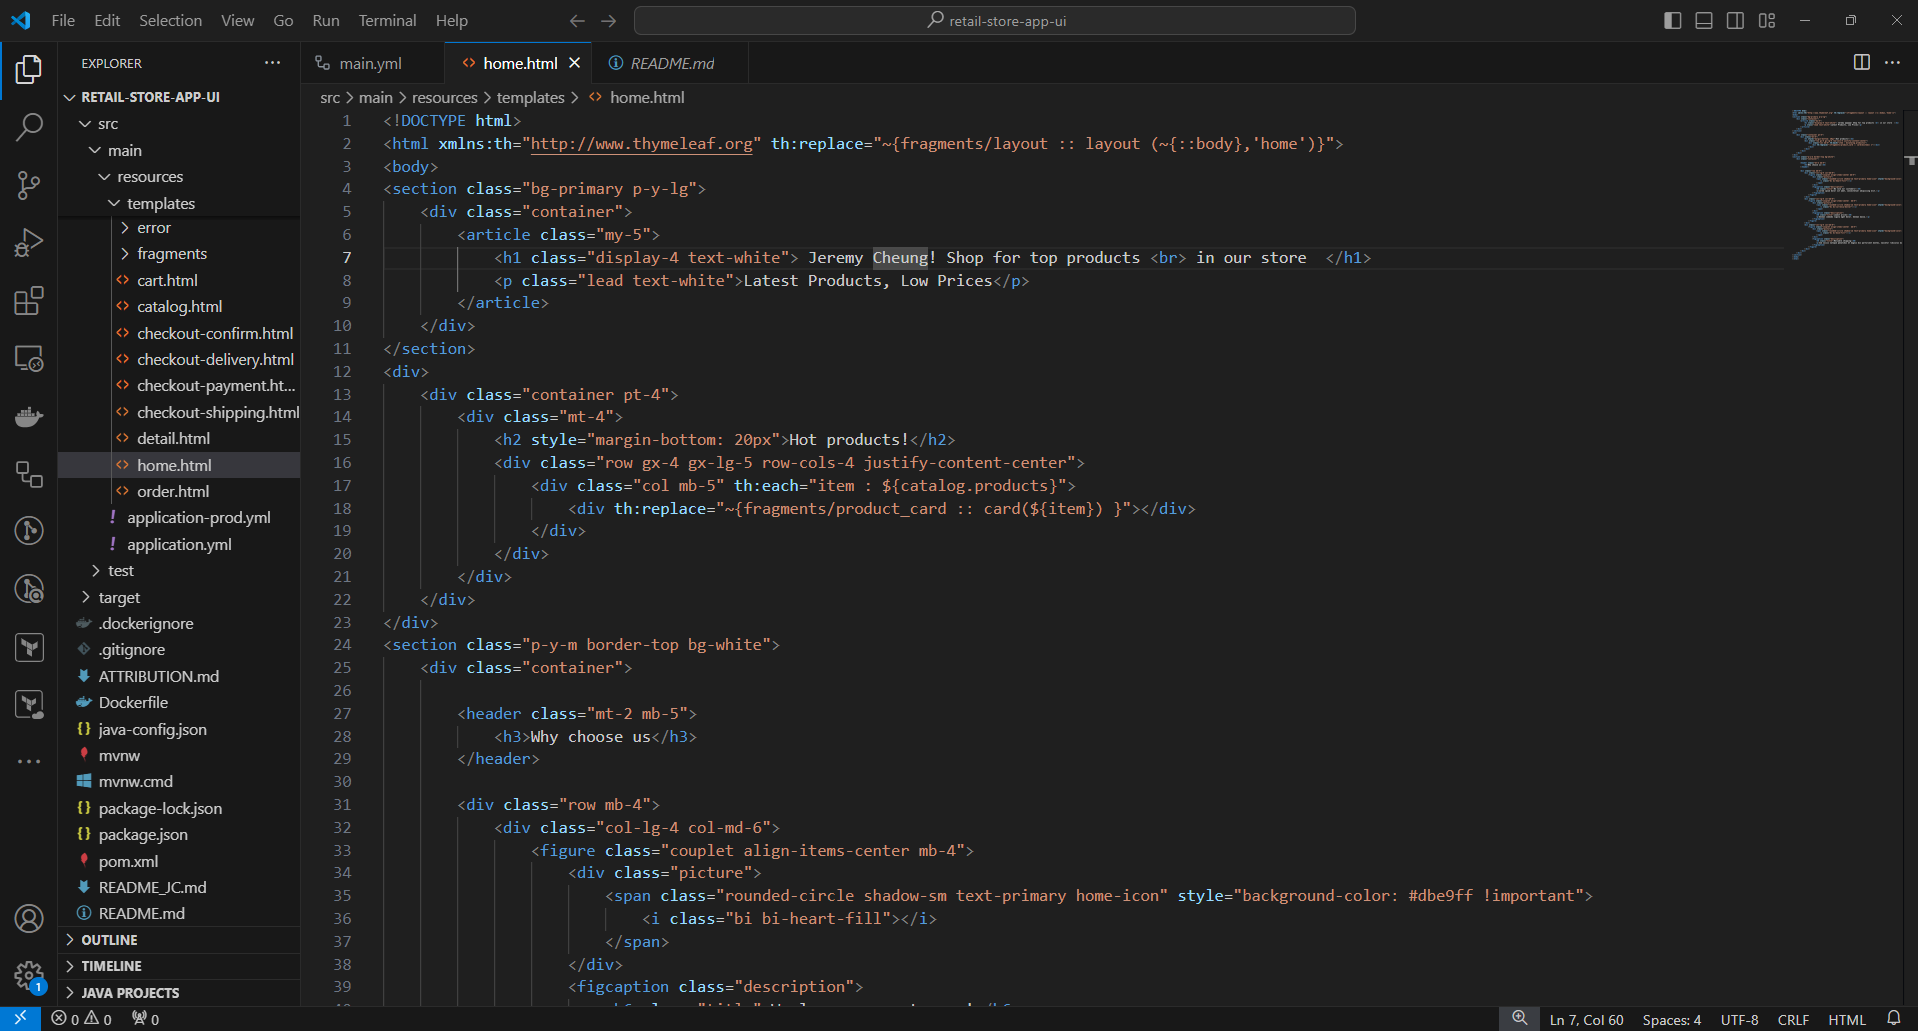 File Edit Selection View Go Run Terminal Help
retail-store-app-ui
EXPLORER
RETAIL-STORE-APP-UI
src
main
resources
templates
error
fragments
cart.html
catalog.html
checkout-confirm.html
checkout-delivery.html
checkout-payment.ht...
checkout-shipping.html
detail.html
home.html
order.html
application-prod.yml
application.yml
test
target
.dockerignore
.gitignore
ATTRIBUTION.md
Dockerfile
java-config.json
mvnw
mvnw.cmd
package-lock.json
package.json
pom.xml
README_JC.md
README.md
OUTLINE
TIMELINE
JAVA PROJECTS
1
main.yml home.html README.md
src > main > resources > templates > home.html
1 <!DOCTYPE html>
2 <html xmlns:th="http://www.thymeleaf.org" th:replace="~{fragments/layout :: layout (~{::body},'home')}">
3 <body>
4 <section class="bg-primary p-y-lg">
5 <div class="container">
6 <article class="my-5">
7 <h1 class="display-4 text-white"> Jeremy Cheung! Shop for top products <br> in our store  </h1>
8 <p class="lead text-white">Latest Products, Low Prices</p>
9 </article>
10 </div>
11 </section>
12 <div>
13 <div class="container pt-4">
14 <div class="mt-4">
15 <h2 style="margin-bottom: 20px">Hot products!</h2>
16 <div class="row gx-4 gx-lg-5 row-cols-4 justify-content-center">
17 <div class="col mb-5" th:each="item : ${catalog.products}">
18 <div th:replace="~{fragments/product_card :: card(${item}) }"></div>
19 </div>
20 </div>
21 </div>
22 </div>
23 </div>
24 <section class="p-y-m border-top bg-white">
25 <div class="container">
26
27 <header class="mt-2 mb-5">
28 <h3>Why choose us</h3>
29 </header>
30
31 <div class="row mb-4">
32 <div class="col-lg-4 col-md-6">
33 <figure class="couplet align-items-center mb-4">
34 <div class="picture">
35 <span class="rounded-circle shadow-sm text-primary home-icon" style="background-color: #dbe9ff !important">
36 <i class="bi bi-heart-fill"></i>
37 </span>
38 </div>
39 <figcaption class="description">
0 0 0
Ln 7, Col 60 Spaces: 4 UTF-8 CRLF HTML